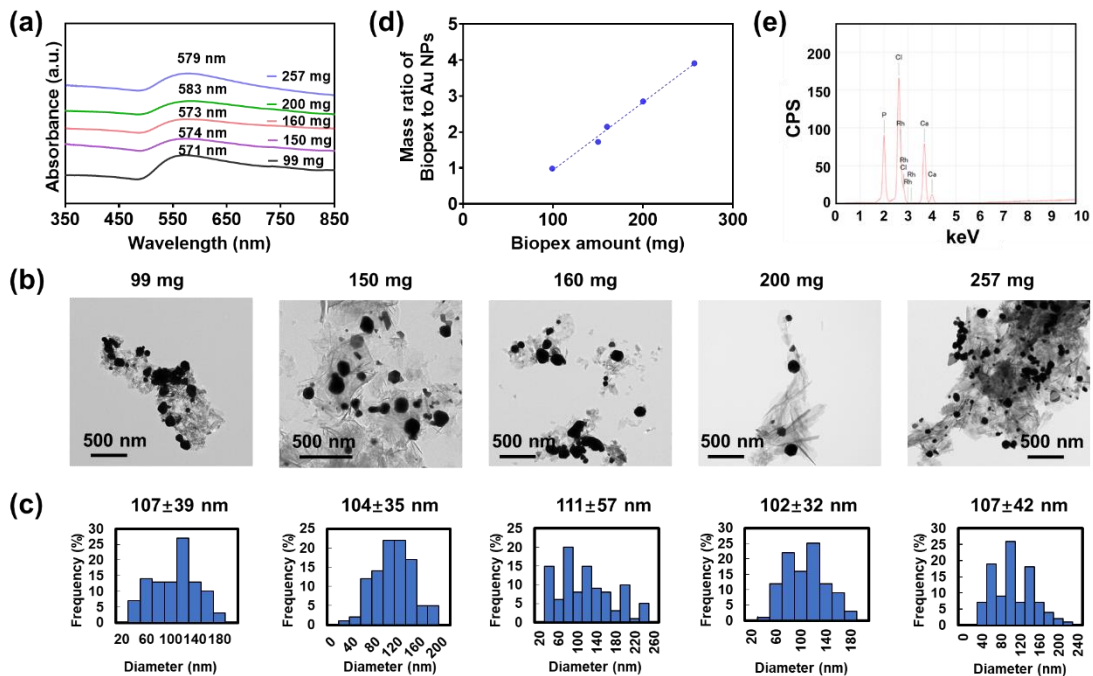 (a)
Absorbance (a.u.)
579 nm
583 nm
573 nm
574 nm
571 nm
257 mg
200 mg
160 mg
150 mg
99 mg
350 450 550 650 750 850
Wavelength (nm)
(d)
Mass ratio of
Biopex to Au NPs
5
4
3
2
1
0
0 100 200 300
Biopex amount (mg)
(e)
CPS
200
150
100
50
0
P
Cl
Rh
Rh
Cl
Rh
Rh
Ca
Ca
0 1 2 3 4 5 6 7 8 9 10
keV
(b)
99 mg
150 mg
160 mg
200 mg
257 mg
500 nm
500 nm
500 nm
500 nm
500 nm
(c)
107±39 nm
Frequency (%)
30
25
20
15
10
5
0
20 60 100 140 180
Diameter (nm)
104±35 nm
Frequency (%)
25
20
15
10
5
0
0 40 80 120 160 200
Diameter (nm)
111±57 nm
Frequency (%)
25
20
15
10
5
0
20 60 100 140 180 220 260
Diameter (nm)
102±32 nm
Frequency (%)
30
25
20
15
10
5
0
20 60 100 140 180
Diameter (nm)
107±42 nm
Frequency (%)
30
25
20
15
10
5
0
0 40 80 120 160 200 240
Diameter (nm)